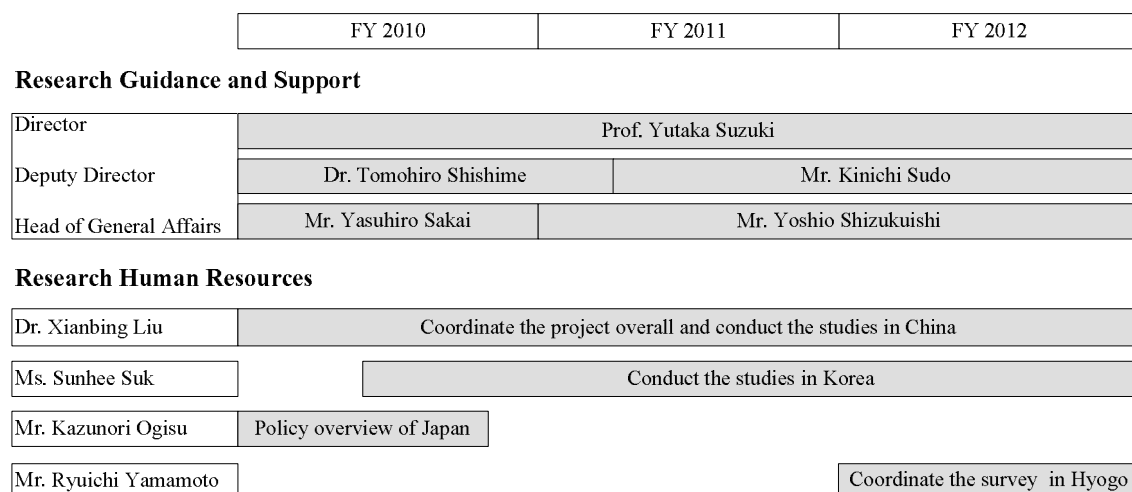 FY 2010 FY 2011 FY 2012
Research Guidance and Support
Director Prof. Yutaka Suzuki
Deputy Director Dr. Tomohiro Shishime Mr. Kinichi Sudo
Head of General Affairs Mr. Yasuhiro Sakai Mr. Yoshio Shizukuishi
Research Human Resources
Dr. Xianbing Liu Coordinate the project overall and conduct the studies in China
Ms. Sunhee Suk Conduct the studies in Korea
Mr. Kazunori Ogisu Policy overview of Japan
Mr. Ryuichi Yamamoto Coordinate the survey in Hyogo